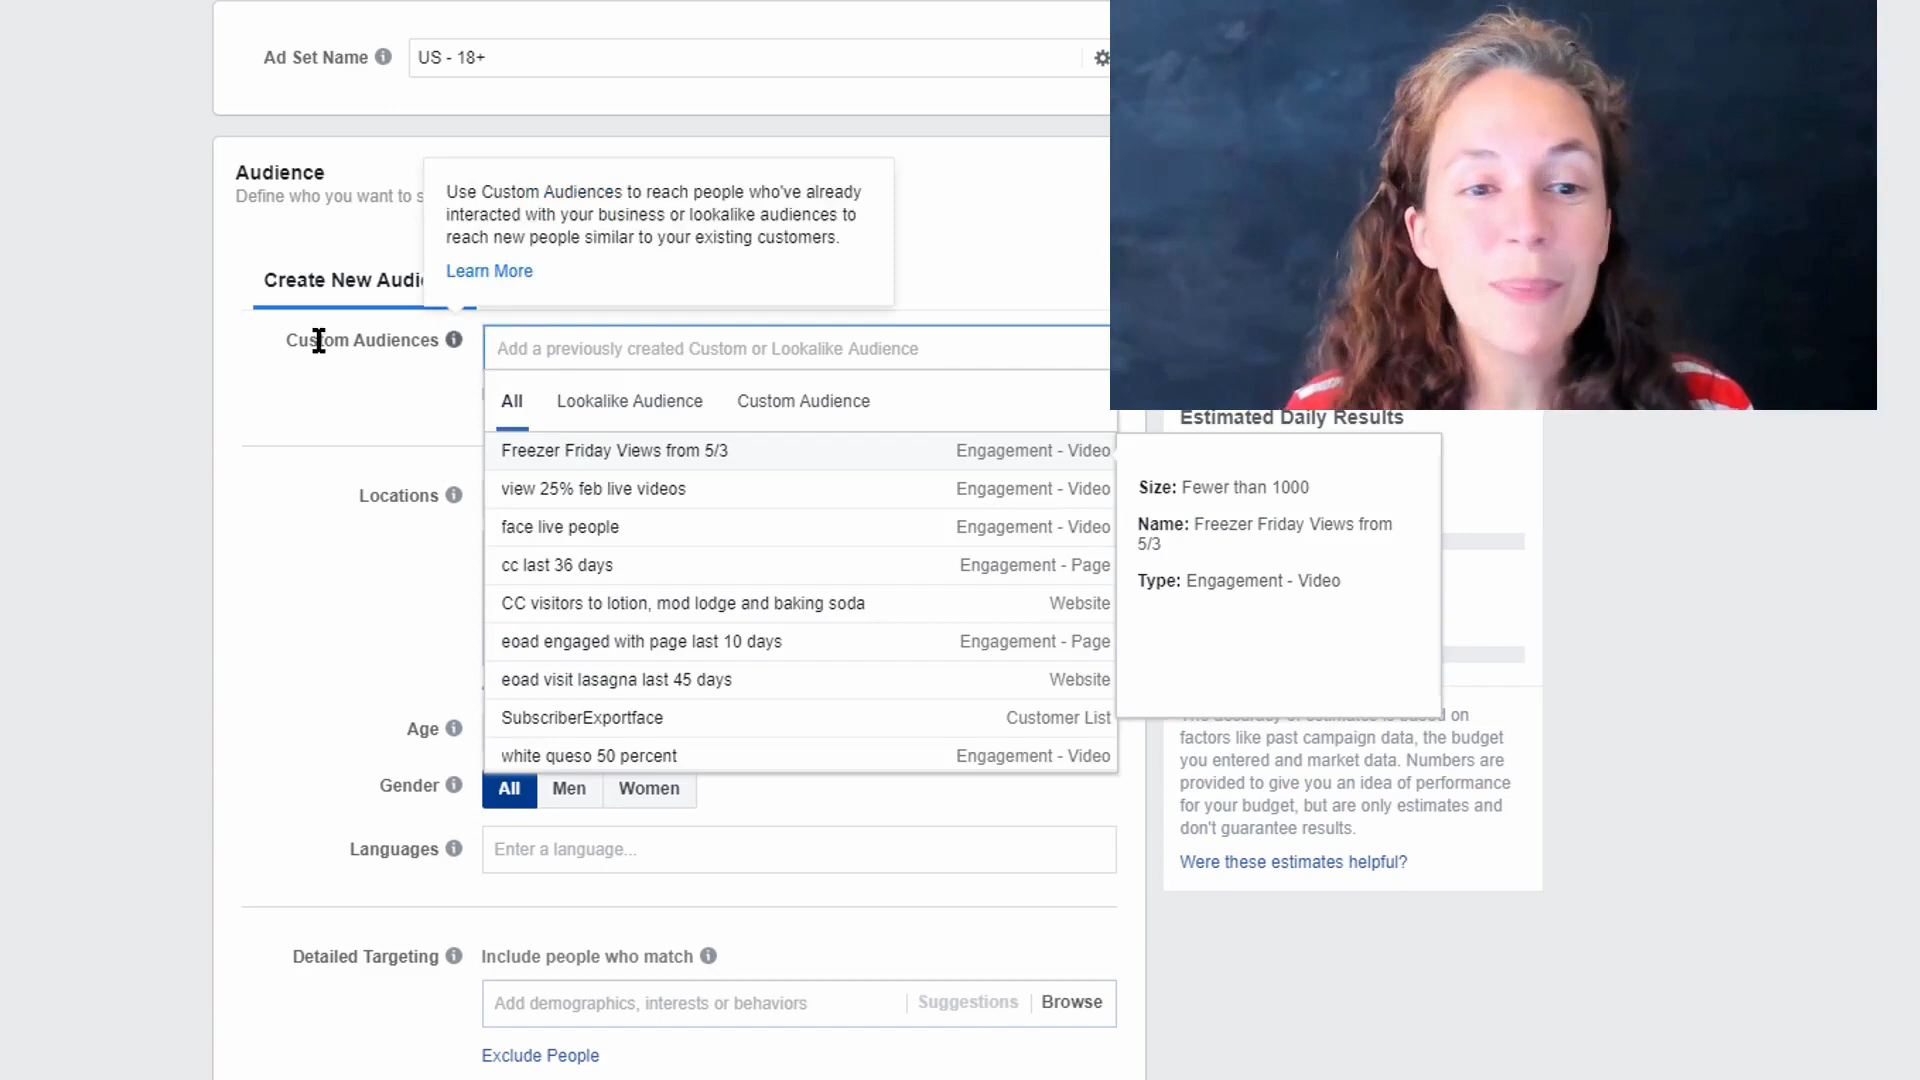 Ad Set Name
US - 18+
Audience
Define who you want to s
Use Custom Audiences to reach people who've already
interacted with your business or lookalike audiences to
reach new people similar to your existing customers.
Learn More
Create New Audi
Custom Audiences
Add a previously created Custom or Lookalike Audience
All Lookalike Audience Custom Audience
Freezer Friday Views from 5/3 Engagement - Video
view 25% feb live videos Engagement - Video
face live people Engagement - Video
cc last 36 days Engagement - Page
CC visitors to lotion, mod lodge and baking soda Website
eoad engaged with page last 10 days Engagement - Page
eoad visit lasagna last 45 days Website
SubscriberExportface Customer List
white queso 50 percent Engagement - Video
Locations
Age
Gender
All Men Women
Languages
Enter a language...
Detailed Targeting
Include people who match
Add demographics, interests or behaviors
Suggestions
Browse
Exclude People
Estimated Daily Results
Size: Fewer than 1000
Name: Freezer Friday Views from
5/3
Type: Engagement - Video
The accuracy of estimates is based on
factors like past campaign data, the budget
you entered and market data. Numbers are
provided to give you an idea of performance
for your budget, but are only estimates and
don't guarantee results.
Were these estimates helpful?